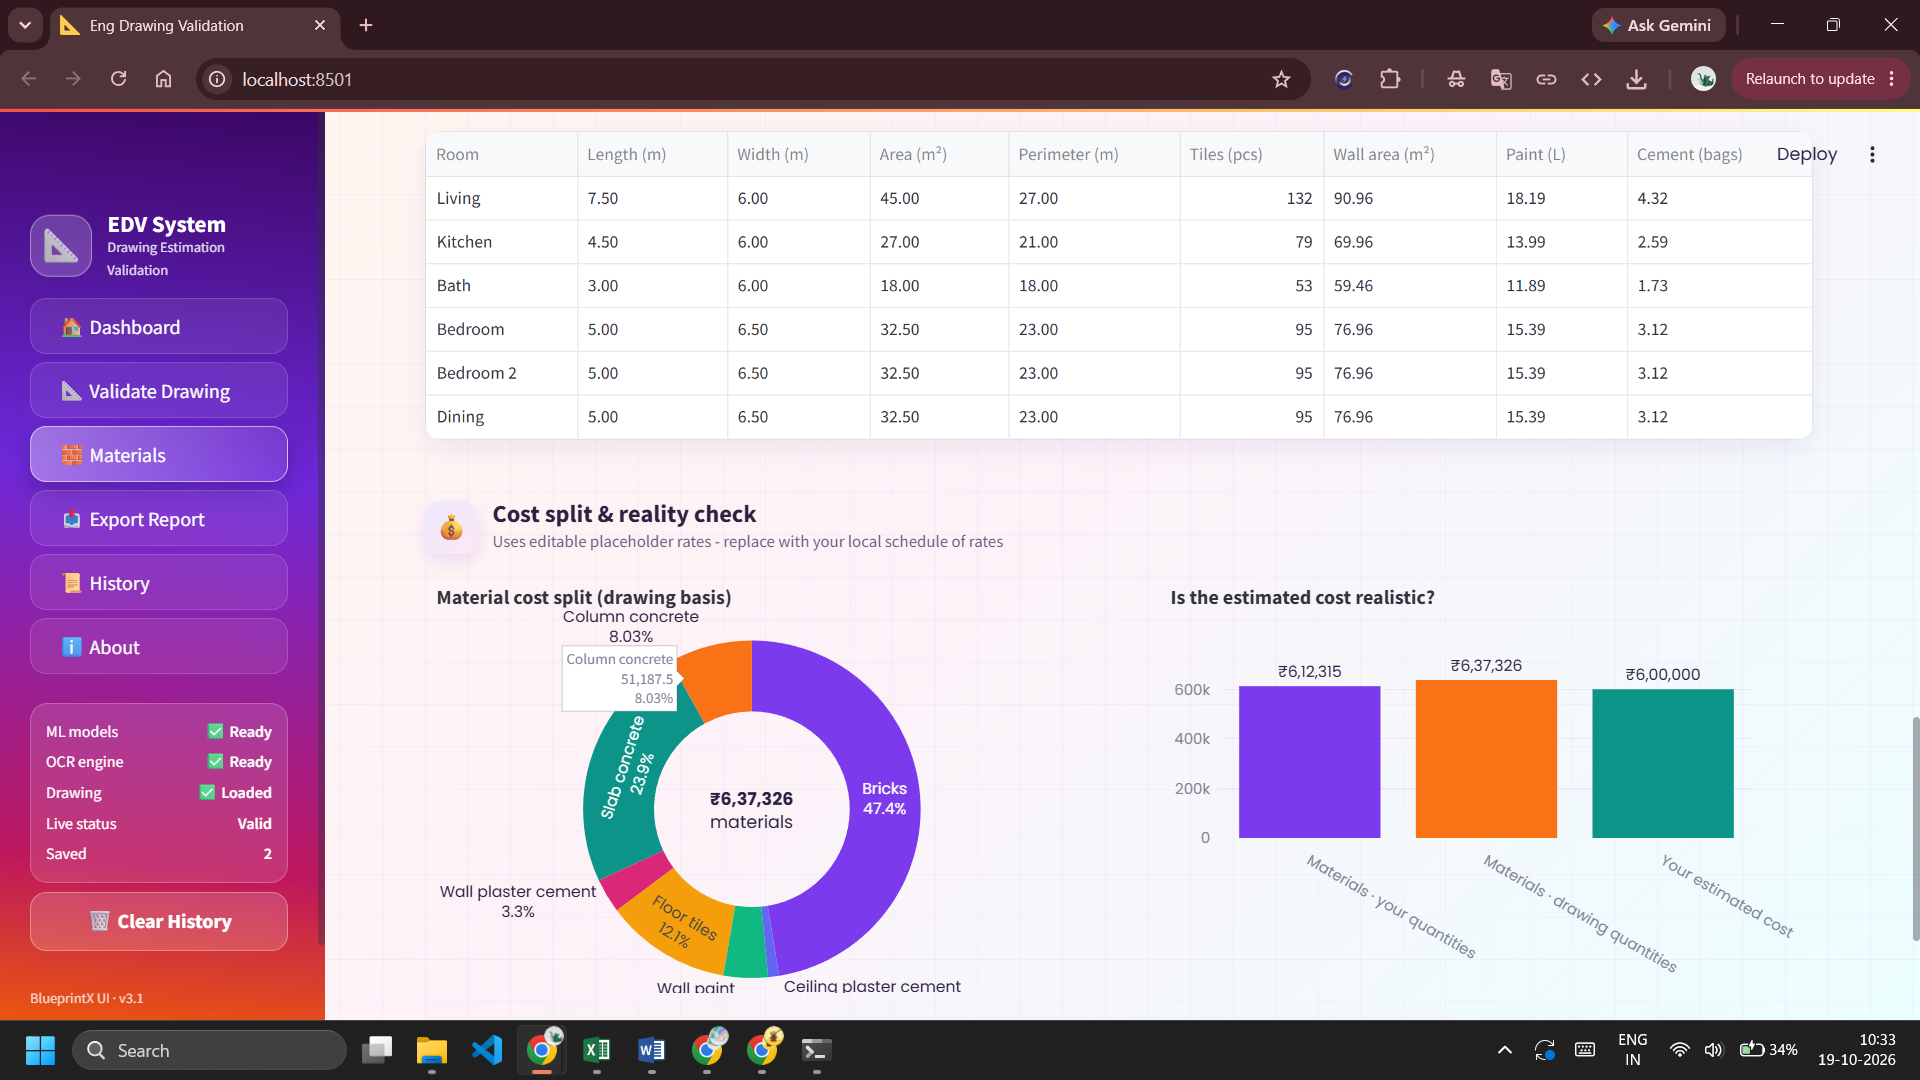 Eng Drawing Validation
Ask Gemini
localhost:8501
Relaunch to update
EDV System
Drawing Estimation
Validation
Dashboard
Validate Drawing
Materials
Export Report
History
About
ML models Ready
OCR engine Ready
Drawing Loaded
Live status Valid
Saved 2
Clear History
BlueprintX UI · v3.1
Deploy
Room Length (m) Width (m) Area (m²) Perimeter (m) Tiles (pcs) Wall area (m²) Paint (L) Cement (bags)
Living 7.50 6.00 45.00 27.00 132 90.96 18.19 4.32
Kitchen 4.50 6.00 27.00 21.00 79 69.96 13.99 2.59
Bath 3.00 6.00 18.00 18.00 53 59.46 11.89 1.73
Bedroom 5.00 6.50 32.50 23.00 95 76.96 15.39 3.12
Bedroom 2 5.00 6.50 32.50 23.00 95 76.96 15.39 3.12
Dining 5.00 6.50 32.50 23.00 95 76.96 15.39 3.12
Cost split & reality check
Uses editable placeholder rates - replace with your local schedule of rates
Material cost split (drawing basis)
Column concrete
8.03%
Column concrete
51,187.5
8.03%
Slab concrete
23.9%
Bricks
47.4%
₹6,37,326
materials
Wall plaster cement
3.3%
Floor tiles
12.1%
Wall paint
Ceiling plaster cement
Is the estimated cost realistic?
₹6,12,315
₹6,37,326
₹6,00,000
600k
400k
200k
0
Materials · your quantities
Materials · drawing quantities
Your estimated cost
Search
ENG
IN
34%
10:33
19-10-2026